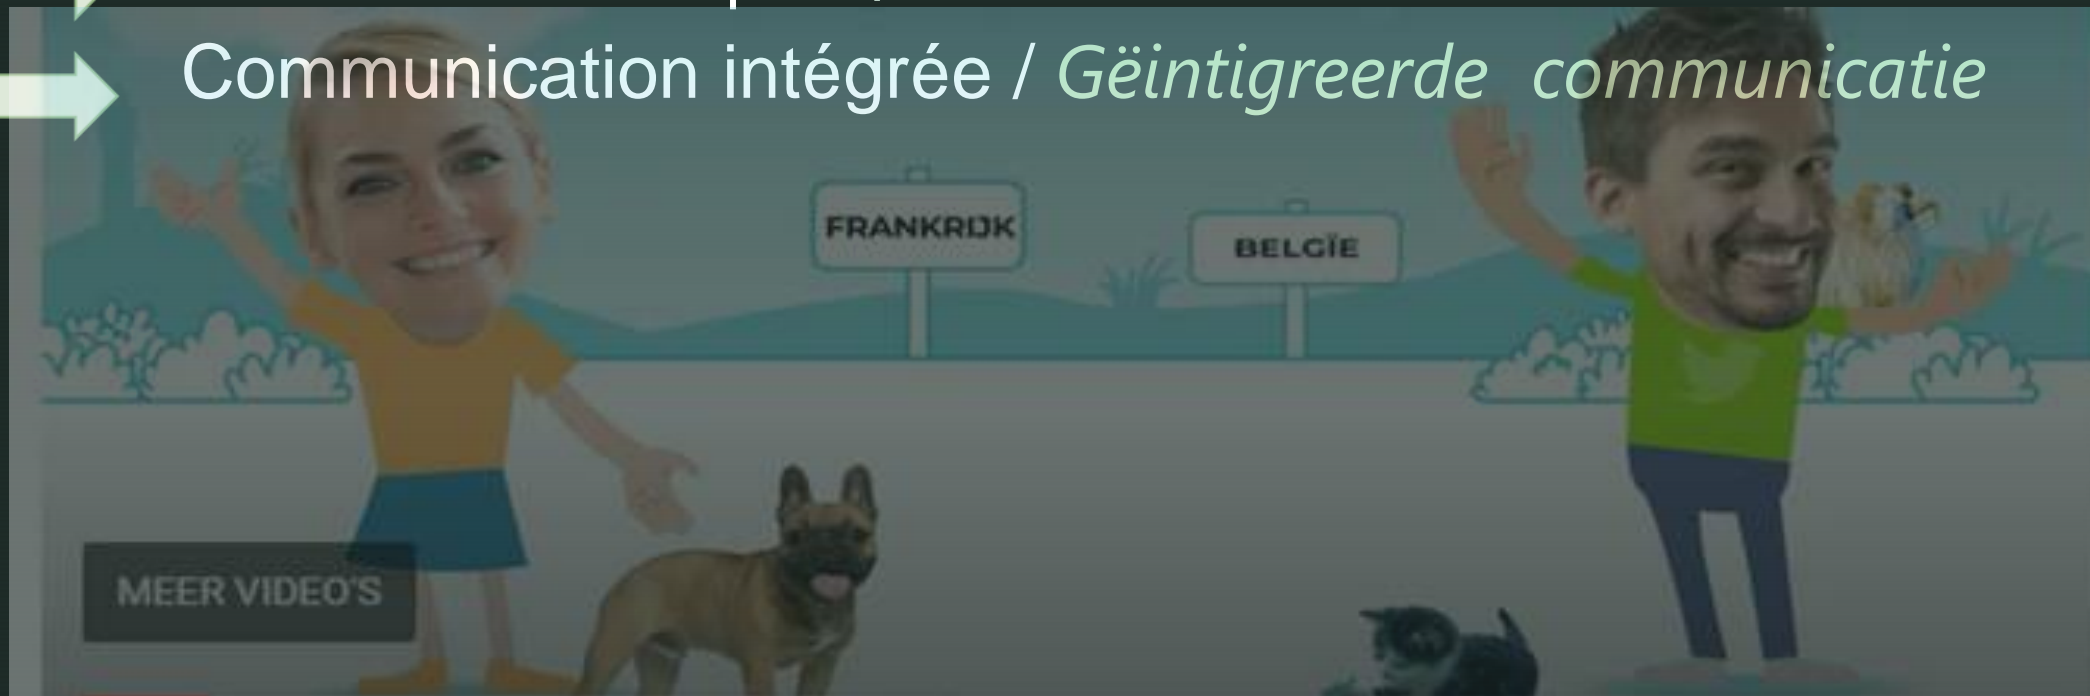 Communication intégrée / Gëintigreerde communicatie
FRANKRIJK
BELGÏE
MEER VIDEO'S